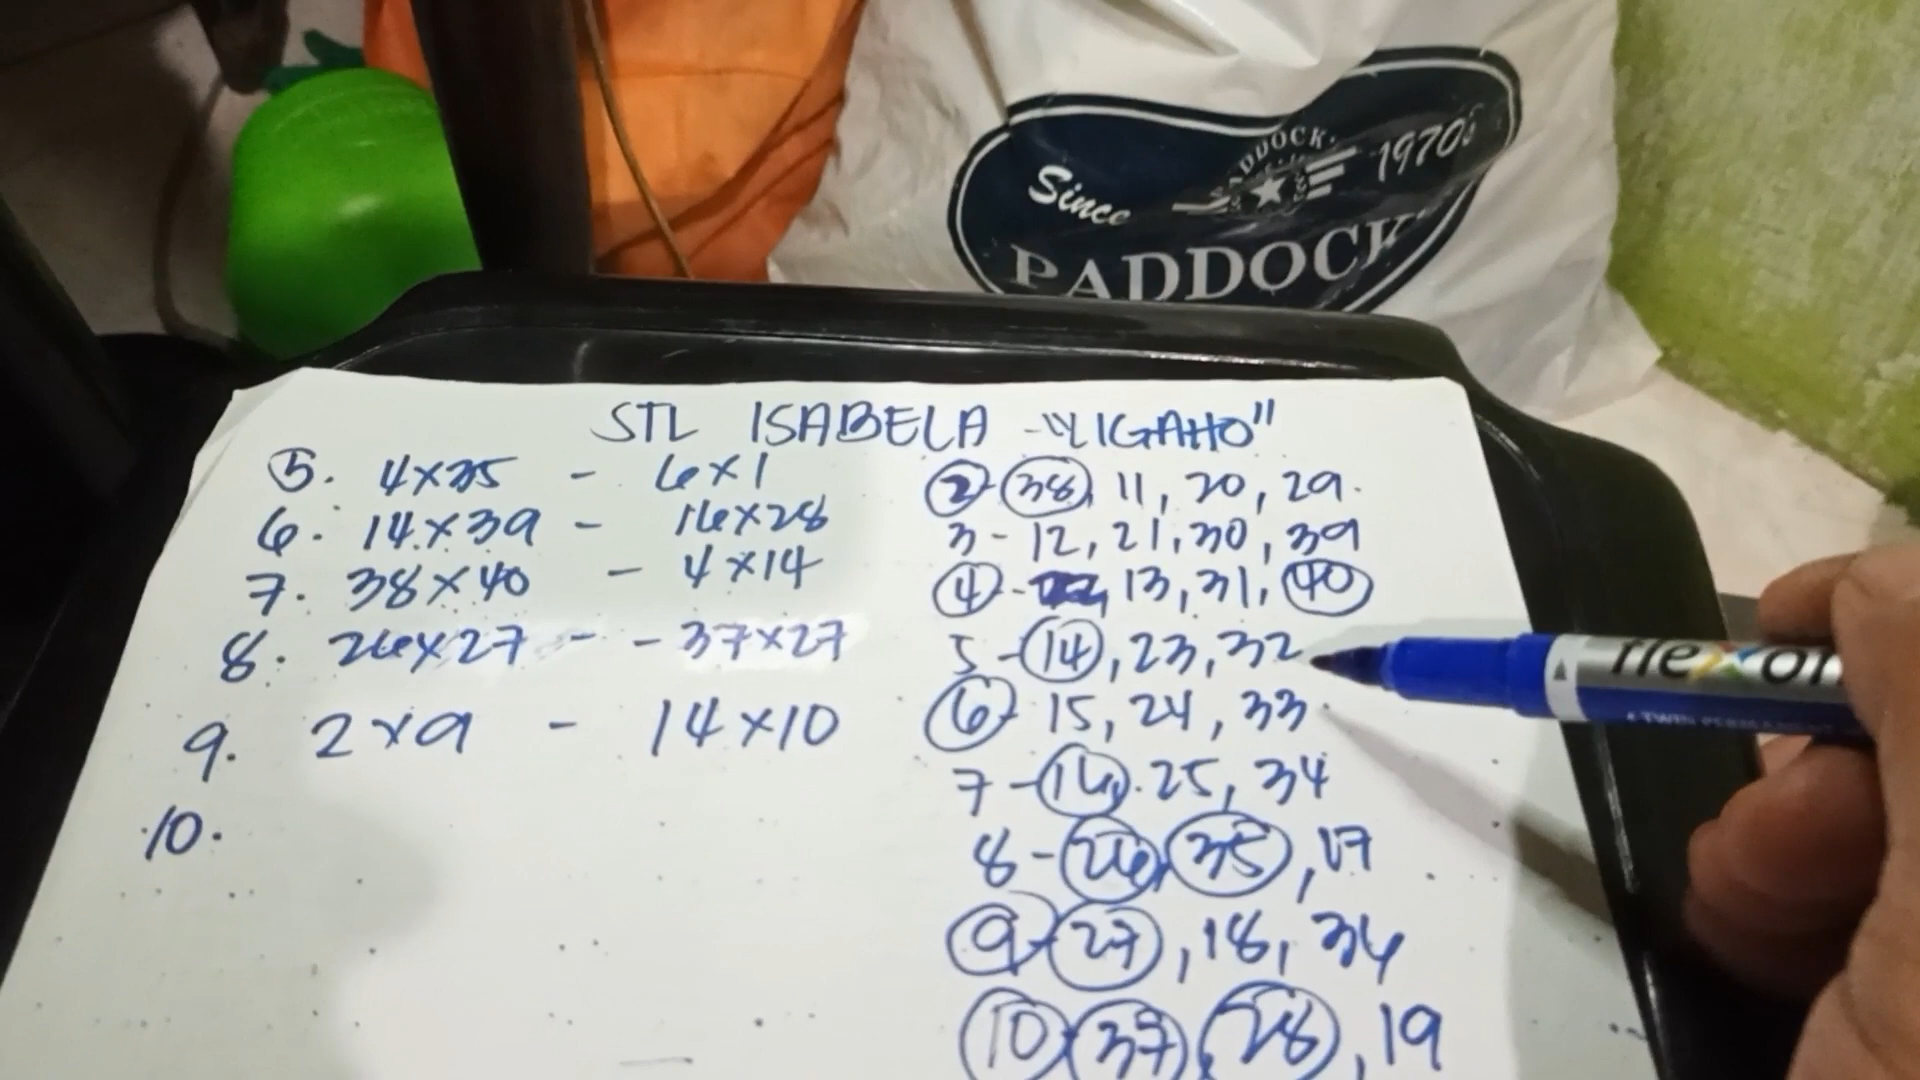 Since PADDOCK 1970's
PADDOCK
STL ISABELA - "LIGAHO"
5. 4x35 - 6x1
6. 14x39 - 16x28
7. 38x40 - 4x14
8. 26x27 - - 37x27
9. 2x9 - 14x10
10.
2 - 38, 11, 20, 29.
3 - 12, 21, 30, 39
4 - 13, 31, 40
5 - 14, 23, 32
6 - 15, 24, 33
7 - 16, 25, 34
8 - 26, 35, 17
9 - 27, 18, 36
10, 37, 28, 19